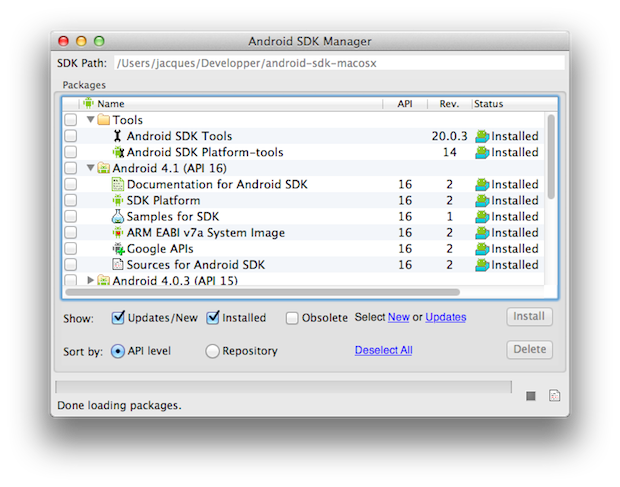 Android SDK Manager
SDK Path: /Users/jacques/Developper/android-sdk-macosx
Packages
Name API Rev. Status
Tools
Android SDK Tools 20.0.3 Installed
Android SDK Platform-tools 14 Installed
Android 4.1 (API 16)
Documentation for Android SDK 16 2 Installed
SDK Platform 16 2 Installed
Samples for SDK 16 1 Installed
ARM EABI v7a System Image 16 2 Installed
Google APIs 16 2 Installed
Sources for Android SDK 16 2 Installed
Android 4.0.3 (API 15)
Show: Updates/New Installed Obsolete Select New or Updates Install
Sort by: API level Repository Deselect All Delete
Done loading packages.